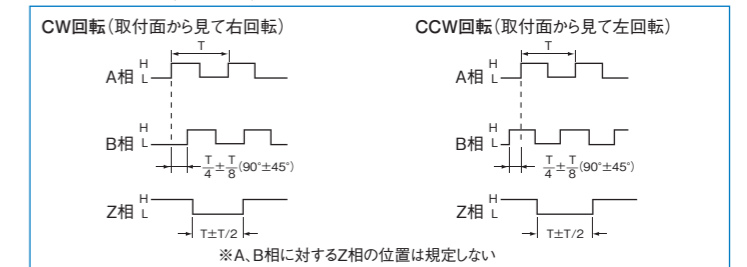 CW回転（取付面から見て右回転）
T
A相 H L
B相 H L
T/4±T/8(90°±45°)
Z相 H L
T±T/2
CCW回転（取付面から見て左回転）
T
A相 H L
B相 H L
T/4±T/8(90°±45°)
Z相 H L
T±T/2
※A、B相に対するZ相の位置は規定しない